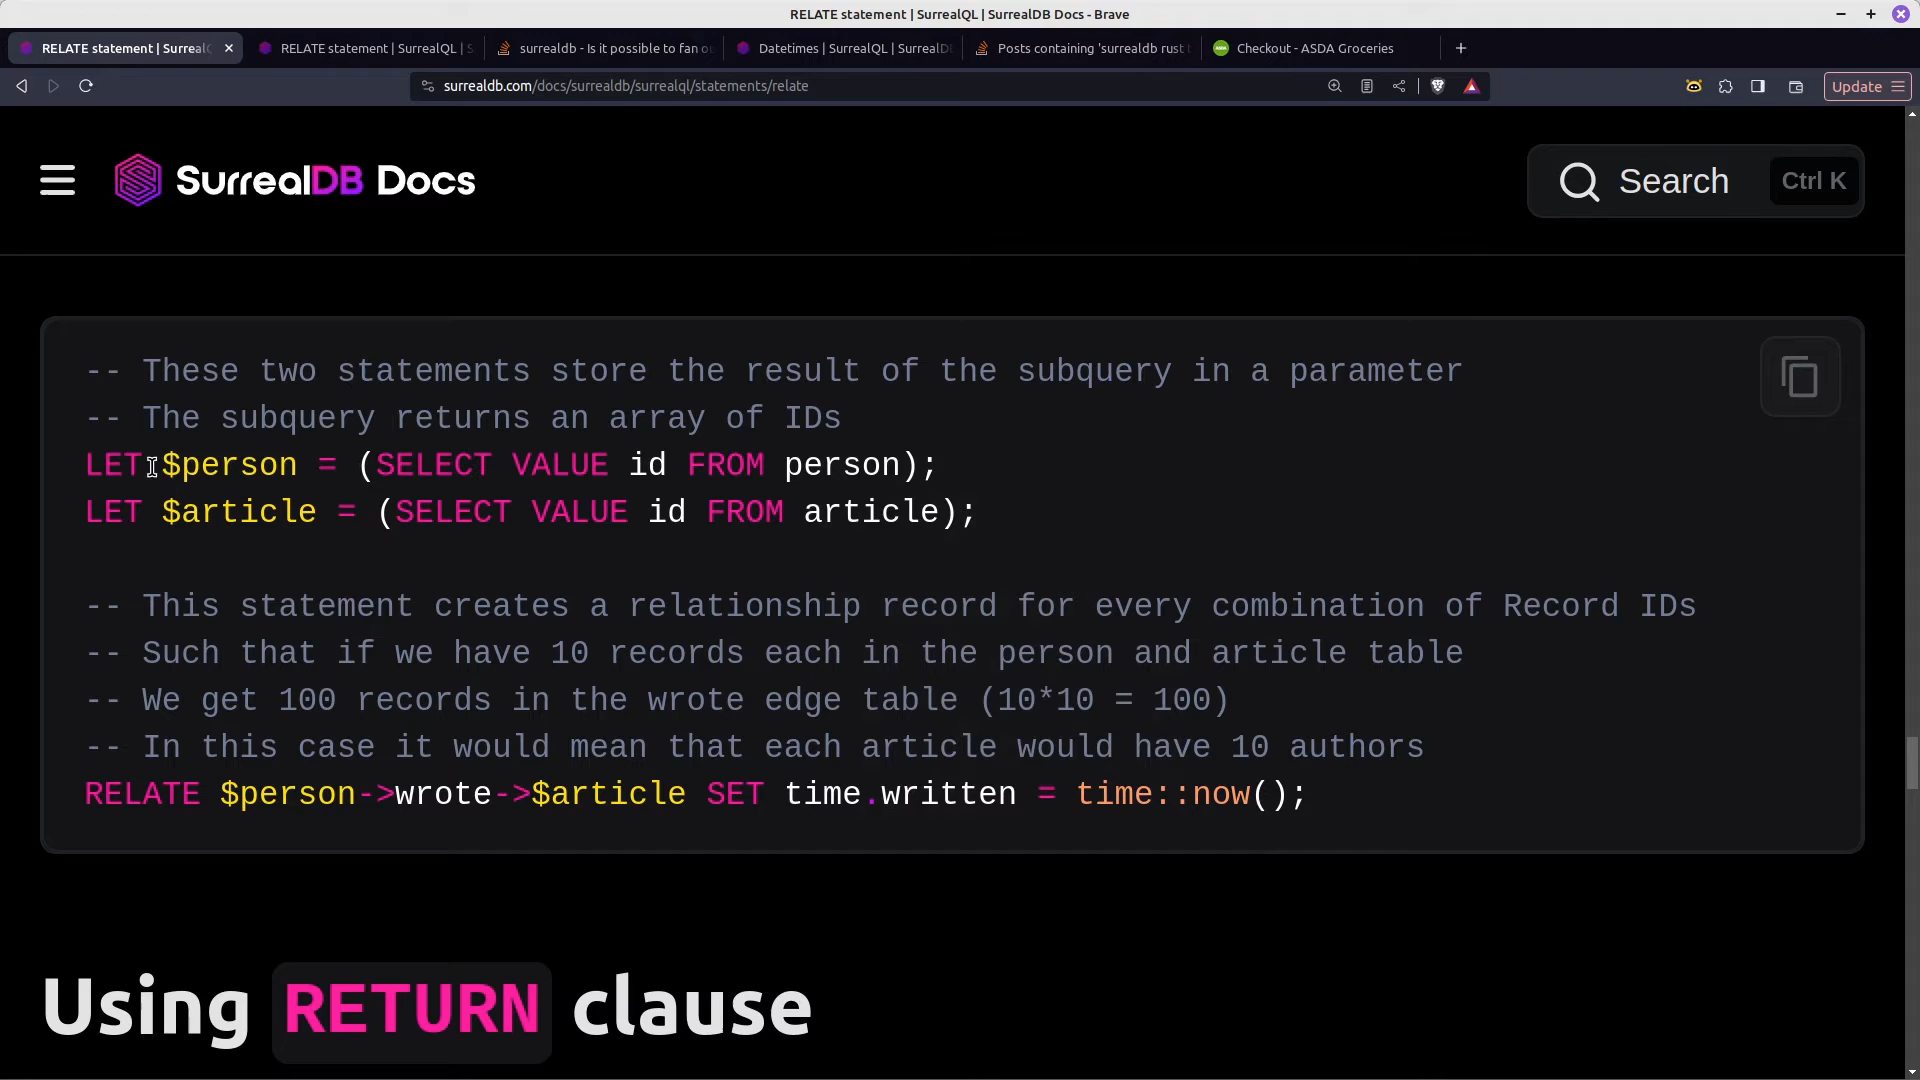 RELATE statement | SurrealQL | SurrealDB Docs - Brave
RELATE statement | Surreal
RELATE statement | SurrealQL | S
surrealdb - Is it possible to fan ou
Datetimes | SurrealQL | SurrealD
Posts containing 'surrealdb rust
Checkout - ASDA Groceries
surrealdb.com/docs/surrealdb/surrealql/statements/relate
Update
SurrealDB Docs
Search
Ctrl K
-- These two statements store the result of the subquery in a parameter
-- The subquery returns an array of IDs
LET $person = (SELECT VALUE id FROM person);
LET $article = (SELECT VALUE id FROM article);
-- This statement creates a relationship record for every combination of Record IDs
-- Such that if we have 10 records each in the person and article table
-- We get 100 records in the wrote edge table (10*10 = 100)
-- In this case it would mean that each article would have 10 authors
RELATE $person->wrote->$article SET time.written = time::now();
Using RETURN clause